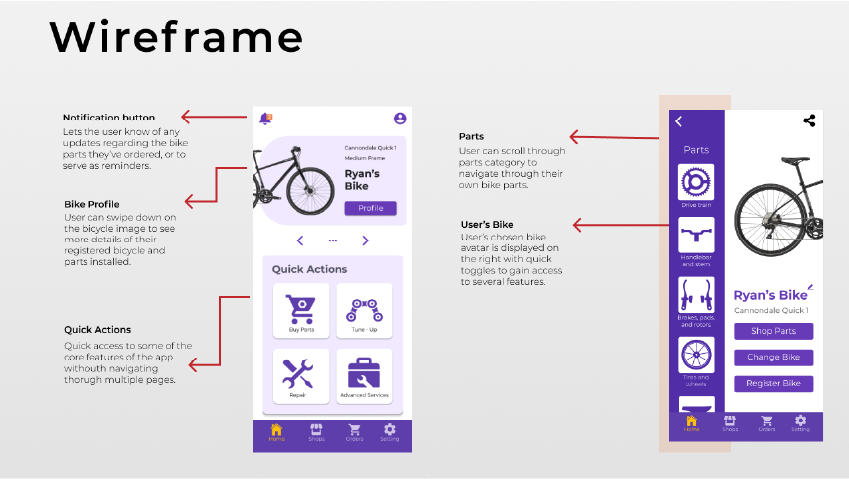 Wireframe
Notification button
Lets the user know of any
updates regarding the bike
parts they've ordered, or to
serve as reminders.
Bike Profile
User can swipe down on
the bicycle image to see
more details of their
registered bicycle and
parts installed.
Quick Actions
Quick access to some of the
core features of the app
withouth navigating
thorugh multiple pages.
Cannondale Quick 1
Medium Frame
Ryan's
Bike
Profile
Quick Actions
Buy Parts
Tune - Up
Repair
Advanced Services
Home
Shops
Orders
Setting
Parts
User can scroll through
parts category to
navigate through their
own bike parts.
User's Bike
User's chosen bike
avatar is displayed on
the right with quick
toggles to gain access
to several features.
Parts
Drive train
Handlebar
and stem
Brakes, pads,
and rotors
Tires and
wheels
Ryan's Bike
Cannondale Quick 1
Shop Parts
Change Bike
Register Bike
Home
Shops
Orders
Setting